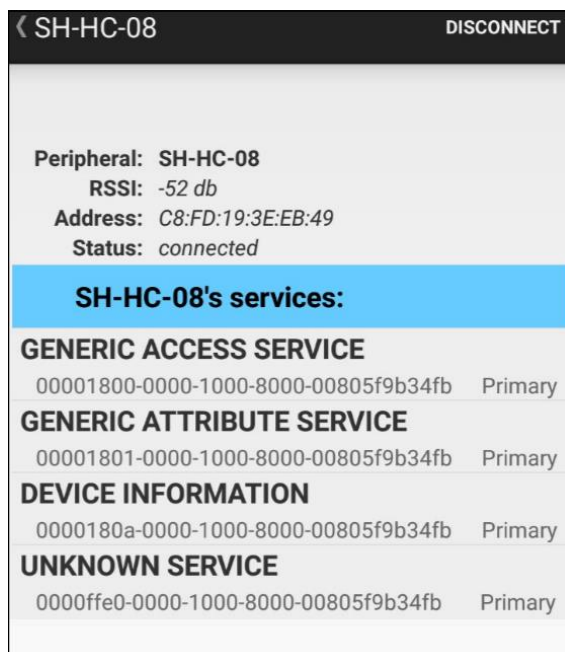 SH-HC-08 DISCONNECT
Peripheral: SH-HC-08
RSSI: -52 db
Address: C8:FD:19:3E:EB:49
Status: connected
SH-HC-08's services:
GENERIC ACCESS SERVICE
00001800-0000-1000-8000-00805f9b34fb Primary
GENERIC ATTRIBUTE SERVICE
00001801-0000-1000-8000-00805f9b34fb Primary
DEVICE INFORMATION
0000180a-0000-1000-8000-00805f9b34fb Primary
UNKNOWN SERVICE
0000ffe0-0000-1000-8000-00805f9b34fb Primary